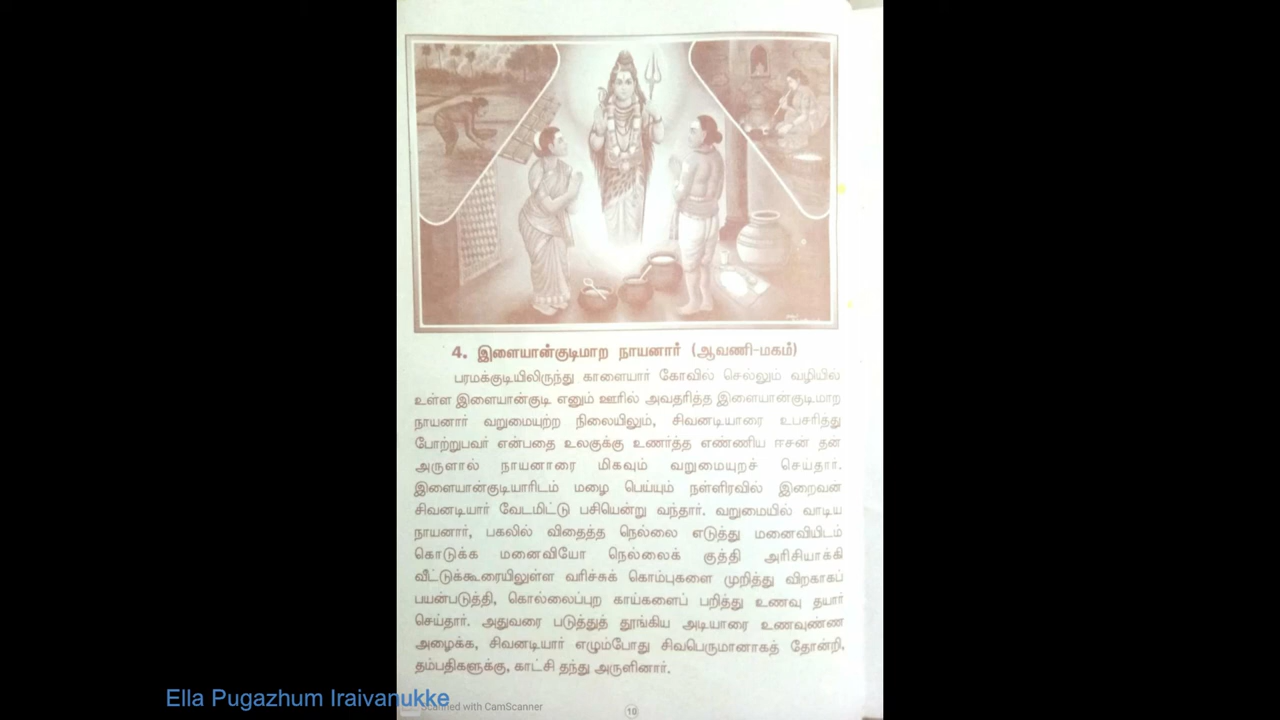 4. இளையான்குடிமாற நாயனார் (ஆவணி-மகம்)
பரமக்குடியிலிருந்து காளையார் கோவில் செல்லும் வழியில்
உள்ள இளையான்குடி எனும் ஊரில் அவதரித்த இளையான்குடிமாற
நாயனார் வறுமையுற்ற நிலையிலும், சிவனடியாரை உபசரித்து
போற்றுபவர் என்பதை உலகுக்கு உணர்த்த எண்ணிய ஈசன் தன்
அருளால் நாயனாரை மிகவும் வறுமையுறச் செய்தார்.
இளையான்குடியாரிடம் மழை பெய்யும் நள்ளிரவில் இறைவன்
சிவனடியார் வேடமிட்டு பசியென்று வந்தார். வறுமையில் வாடிய
நாயனார், பகலில் விதைத்த நெல்லை எடுத்து மனைவியிடம்
கொடுக்க மனைவியோ நெல்லைக் குத்தி அரிசியாக்கி
வீட்டுக்கூரையிலுள்ள வரிச்சுக் கொம்புகளை முறித்து விறகாகப்
பயன்படுத்தி, கொல்லைப்புற காய்களைப் பறித்து உணவு தயார்
செய்தார். அதுவரை படுத்துத் தூங்கிய அடியாரை உணவுண்ண
அழைக்க, சிவனடியார் எழும்போது சிவபெருமானாகத் தோன்றி,
தம்பதிகளுக்கு, காட்சி தந்து அருளினார்.
Ella Pugazhum Iraivanukke
Scanned with CamScanner
10